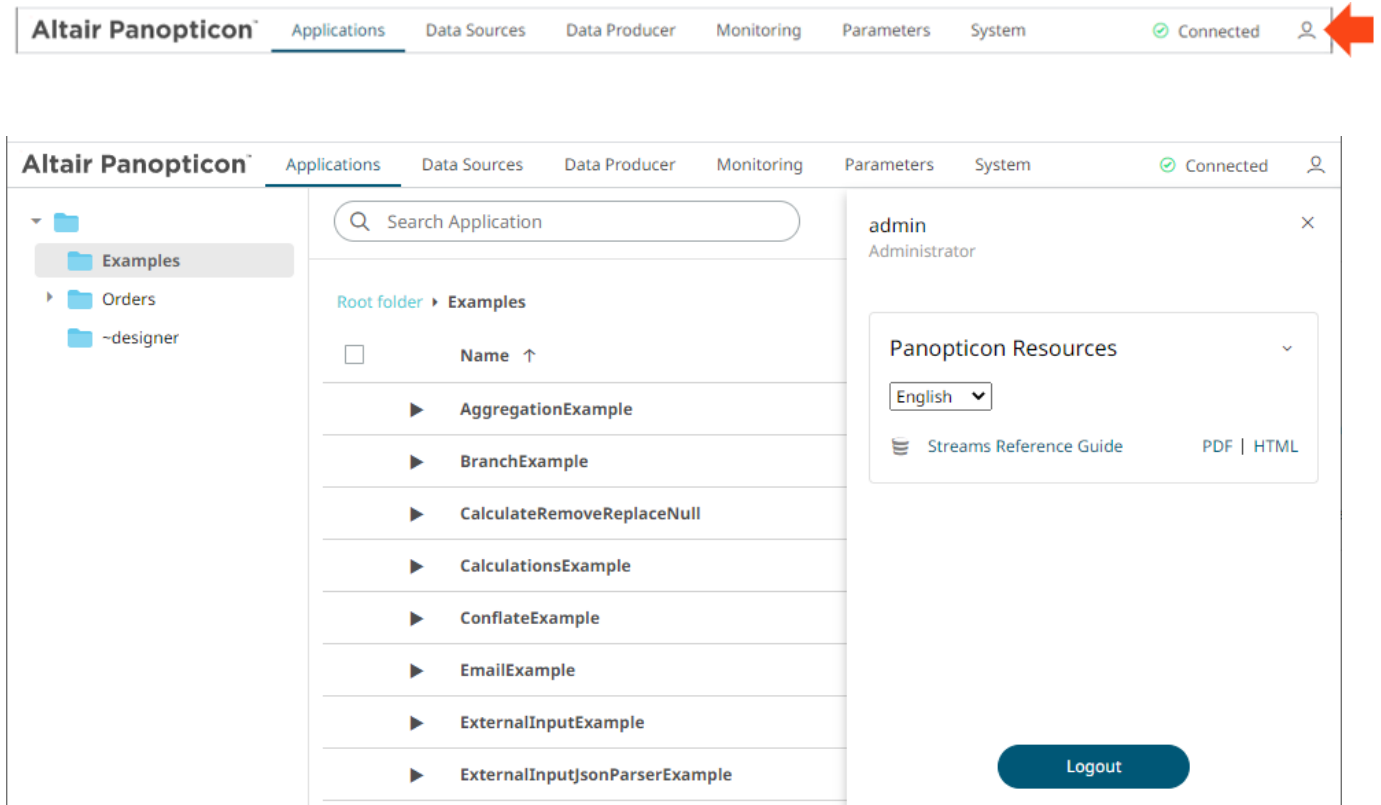 Altair Panopticon™ Applications Data Sources Data Producer Monitoring Parameters System Connected
Altair Panopticon™ Applications Data Sources Data Producer Monitoring Parameters System Connected
Examples
Orders
~designer
Search Application
Root folder Examples
Name ↑
AggregationExample
BranchExample
CalculateRemoveReplaceNull
CalculationsExample
ConflateExample
EmailExample
ExternalInputExample
ExternalInputJsonParserExample
admin
Administrator
Panopticon Resources
English
Streams Reference Guide PDF | HTML
Logout